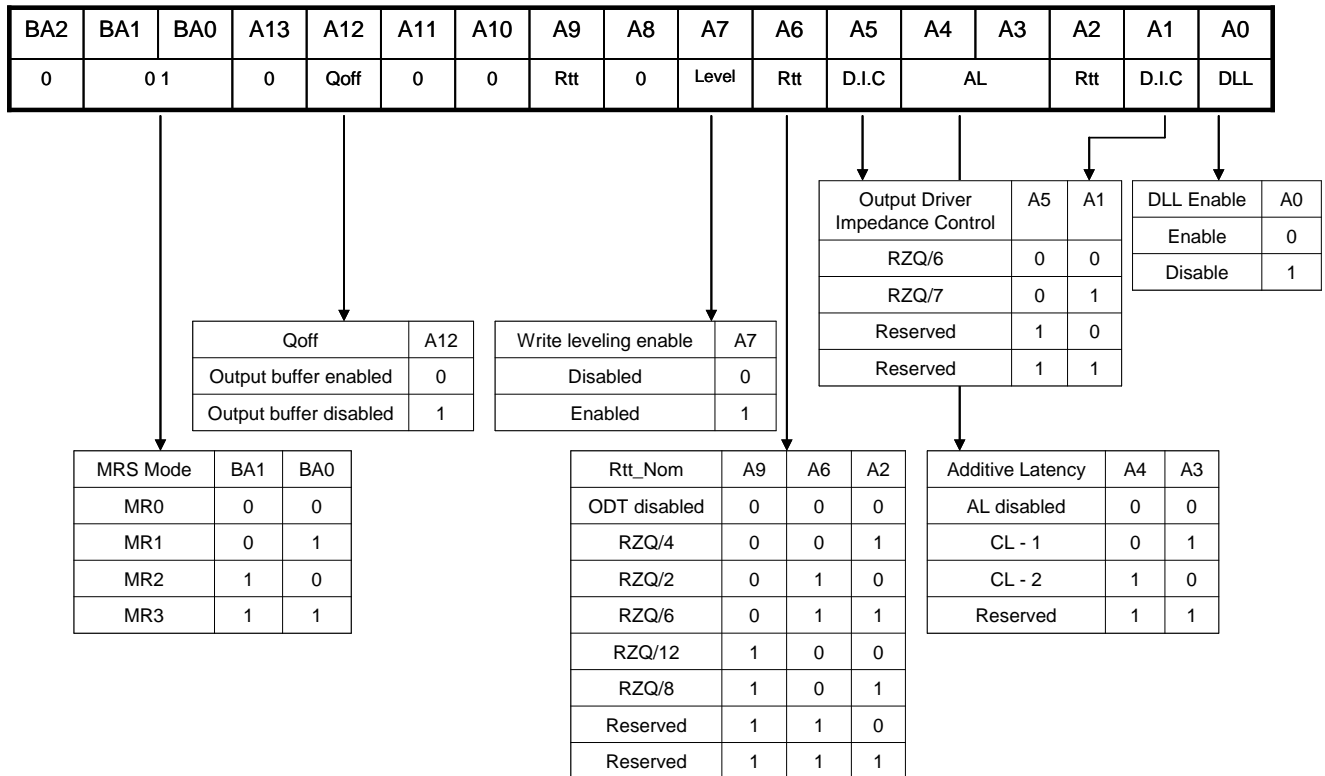 BA2 BA1 BA0 A13 A12 A11 A10 A9 A8 A7 A6 A5 A4 A3 A2 A1 A0
0 0 1 0 Qoff 0 0 Rtt 0 Level Rtt D.I.C AL Rtt D.I.C DLL
Output Driver Impedance Control A5 A1
RZQ/6 0 0
RZQ/7 0 1
Reserved 1 0
Reserved 1 1
DLL Enable A0
Enable 0
Disable 1
Qoff A12
Output buffer enabled 0
Output buffer disabled 1
Write leveling enable A7
Disabled 0
Enabled 1
MRS Mode BA1 BA0
MR0 0 0
MR1 0 1
MR2 1 0
MR3 1 1
Rtt_Nom A9 A6 A2
ODT disabled 0 0 0
RZQ/4 0 0 1
RZQ/2 0 1 0
RZQ/6 0 1 1
RZQ/12 1 0 0
RZQ/8 1 0 1
Reserved 1 1 0
Reserved 1 1 1
Additive Latency A4 A3
AL disabled 0 0
CL - 1 0 1
CL - 2 1 0
Reserved 1 1